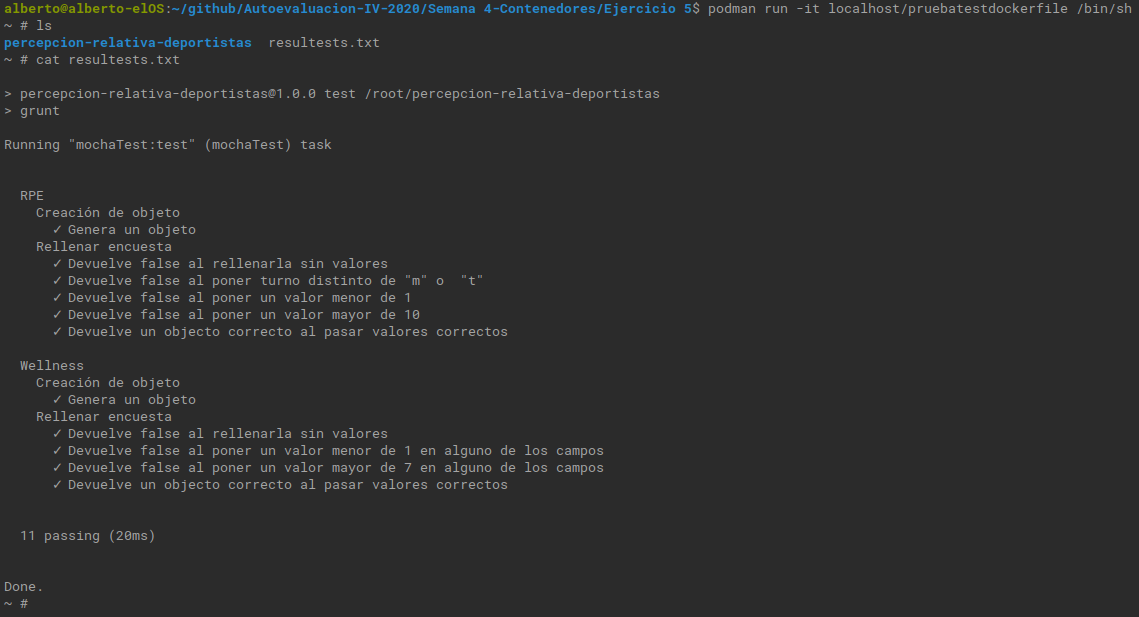 alberto@alberto-elOS:~/github/Autoevaluacion-IV-2020/Semana 4-Contenedores/Ejercicio 5$ podman run -it localhost/pruebatestdockerfile /bin/sh
~ # ls
percepcion-relativa-deportistas  resultests.txt
~ # cat resultests.txt

> percepcion-relativa-deportistas@1.0.0 test /root/percepcion-relativa-deportistas
> grunt

Running "mochaTest:test" (mochaTest) task


  RPE
    Creación de objeto
      ✓ Genera un objeto
    Rellenar encuesta
      ✓ Devuelve false al rellenarla sin valores
      ✓ Devuelve false al poner turno distinto de "m" o  "t"
      ✓ Devuelve false al poner un valor menor de 1
      ✓ Devuelve false al poner un valor mayor de 10
      ✓ Devuelve un objecto correcto al pasar valores correctos

  Wellness
    Creación de objeto
      ✓ Genera un objeto
    Rellenar encuesta
      ✓ Devuelve false al rellenarla sin valores
      ✓ Devuelve false al poner un valor menor de 1 en alguno de los campos
      ✓ Devuelve false al poner un valor mayor de 7 en alguno de los campos
      ✓ Devuelve un objecto correcto al pasar valores correctos


  11 passing (20ms)


Done.
~ #